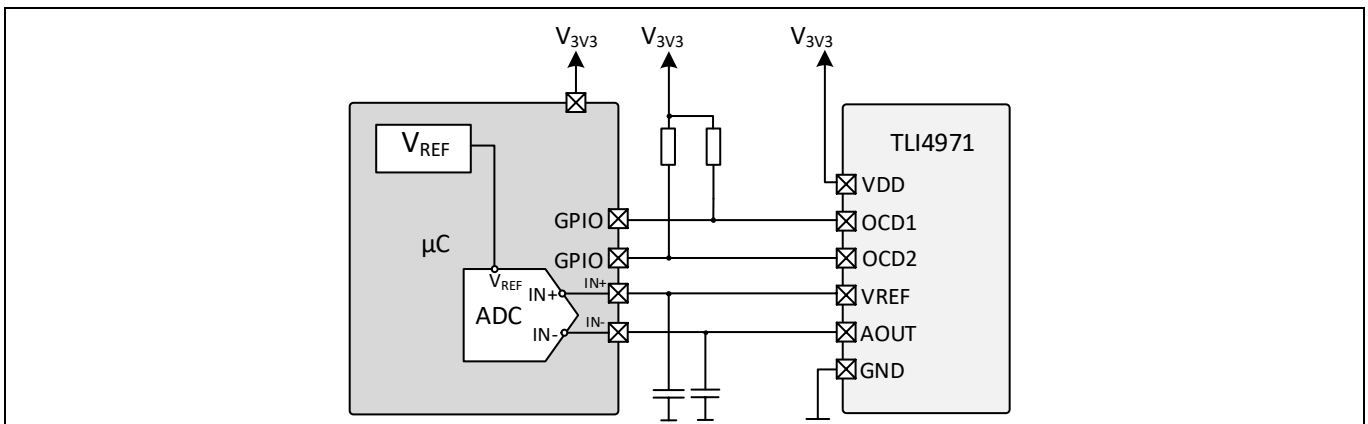 V3V3 V3V3 V3V3
VREF
TLI4971
VDD
GPIO OCD1
µC
GPIO OCD2
VREF IN+ IN+ VREF
ADC
IN- IN- AOUT
GND